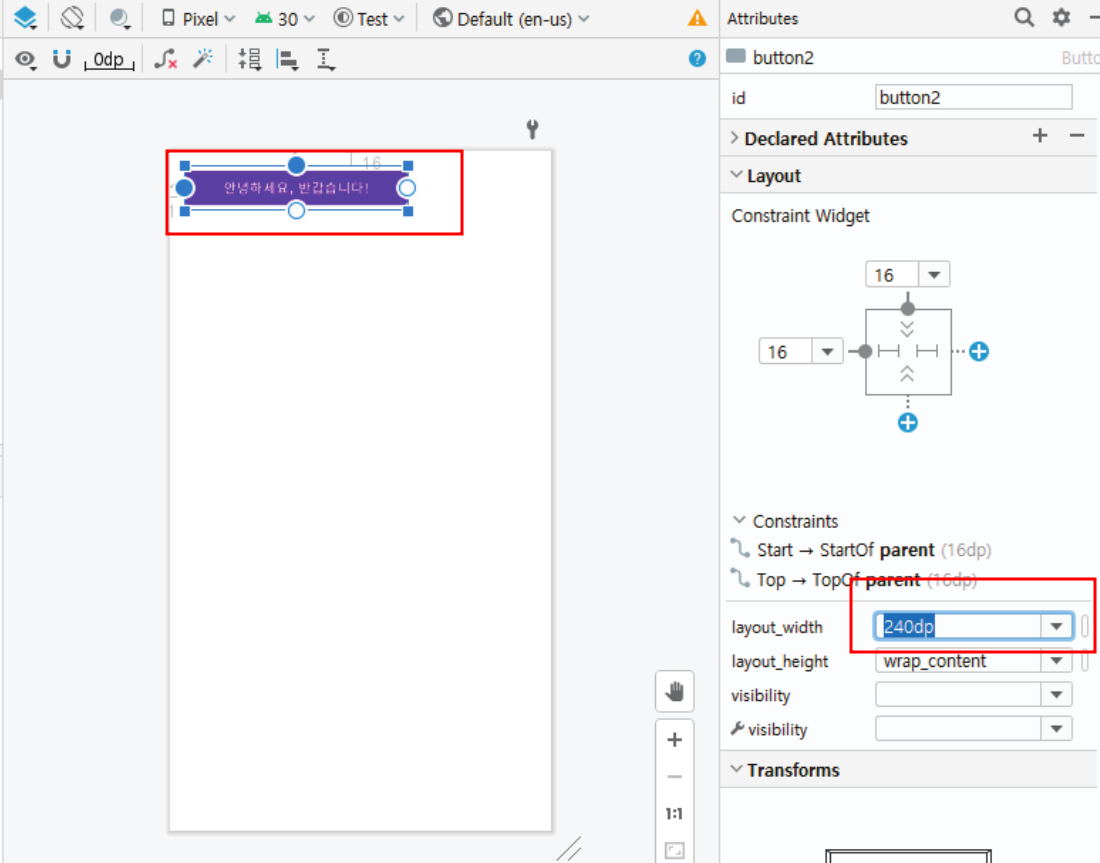 Pixel 30 Test Default (en-us)
Attributes
0dp
button2
id button2
Declared Attributes
Layout
Constraint Widget
16
16
16
안녕하세요, 반갑습니다!
Constraints
Start → StartOf parent (16dp)
Top → TopOf parent (16dp)
layout_width 240dp
layout_height wrap_content
visibility
visibility
1:1
Transforms